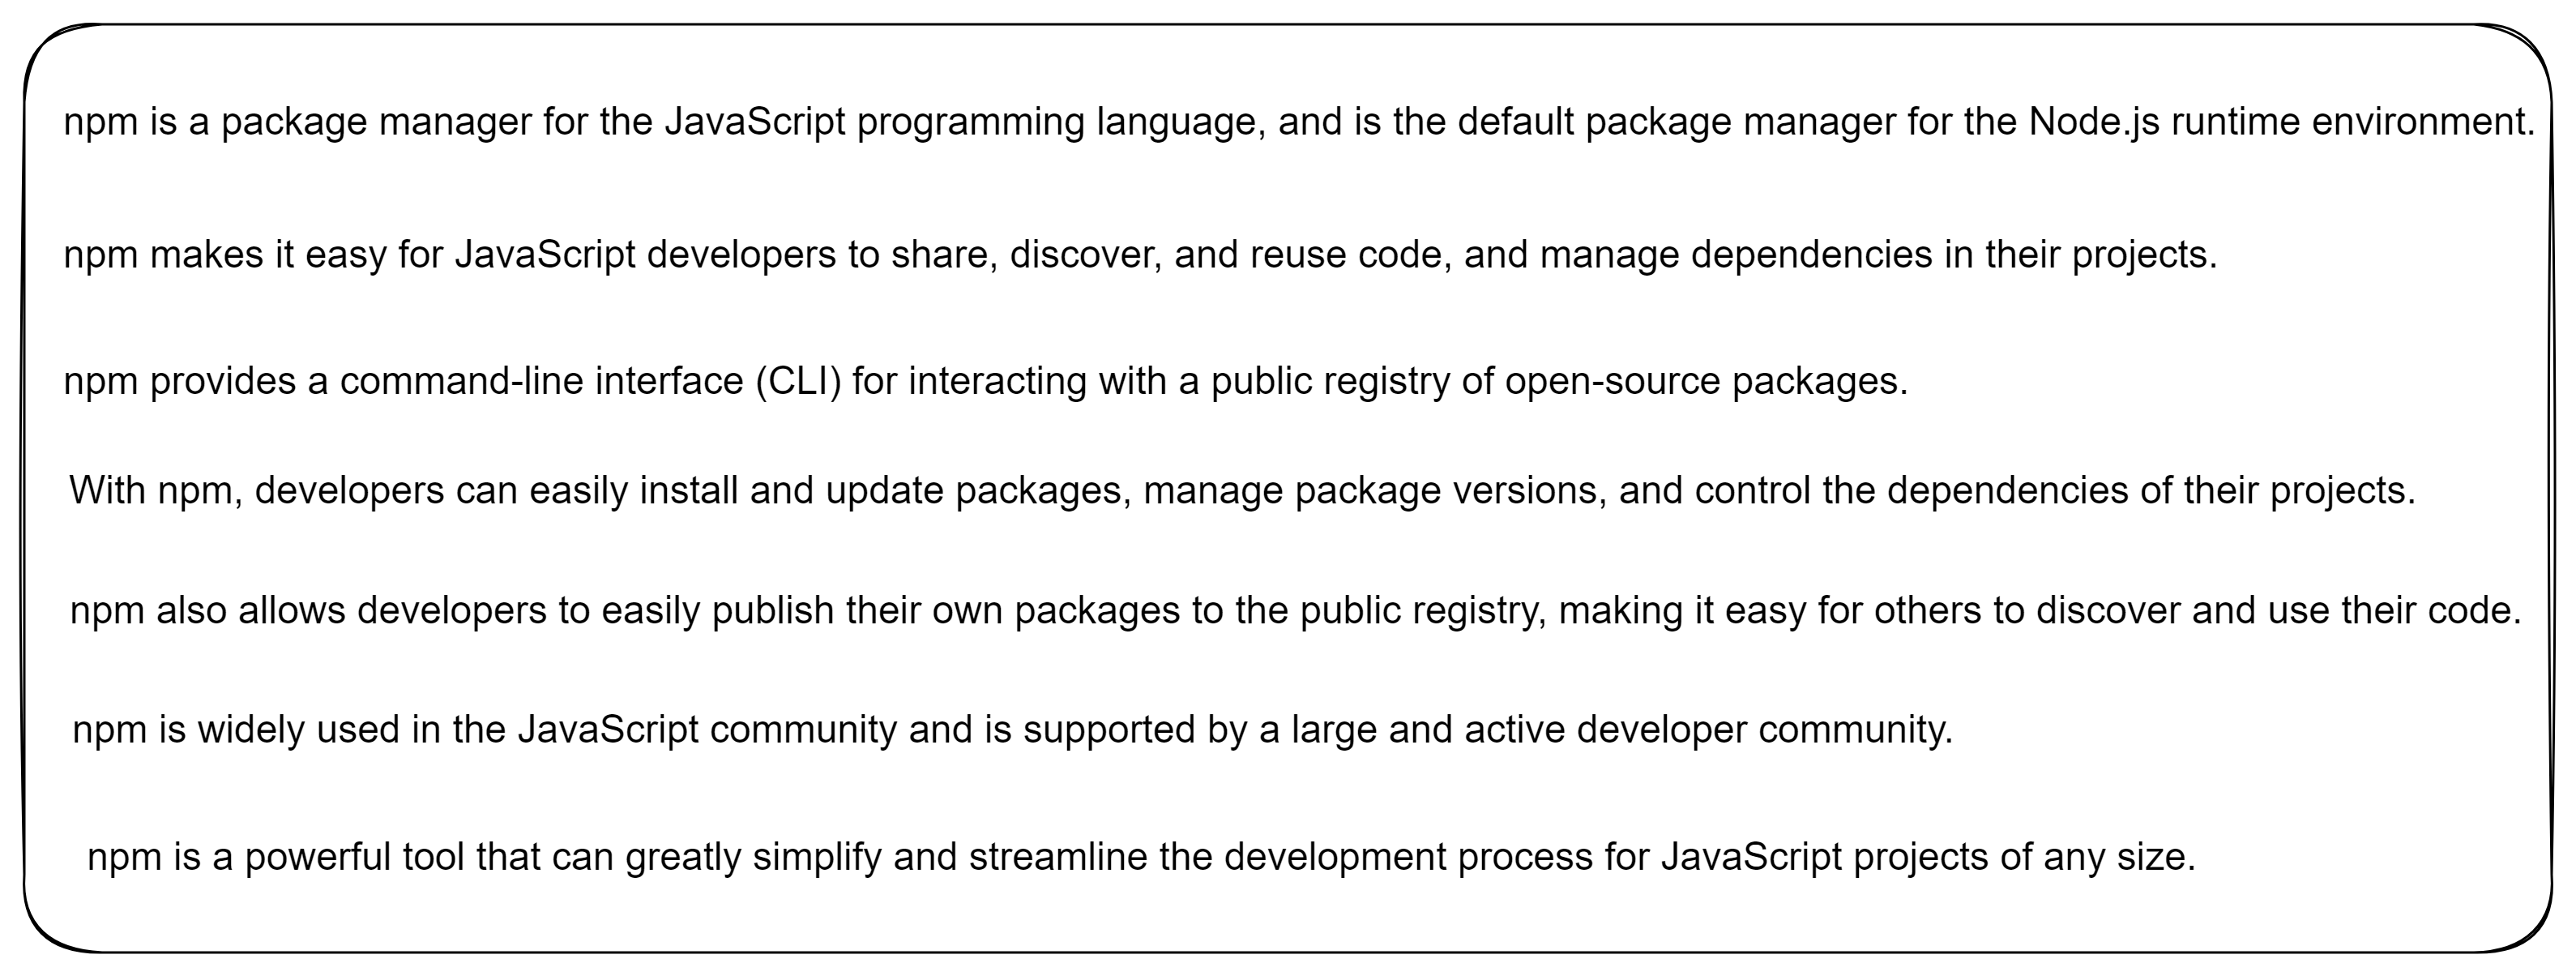 npm is a package manager for the JavaScript programming language, and is the default package manager for the Node.js runtime environment.
npm makes it easy for JavaScript developers to share, discover, and reuse code, and manage dependencies in their projects.
npm provides a command-line interface (CLI) for interacting with a public registry of open-source packages.
With npm, developers can easily install and update packages, manage package versions, and control the dependencies of their projects.
npm also allows developers to easily publish their own packages to the public registry, making it easy for others to discover and use their code.
npm is widely used in the JavaScript community and is supported by a large and active developer community.
npm is a powerful tool that can greatly simplify and streamline the development process for JavaScript projects of any size.